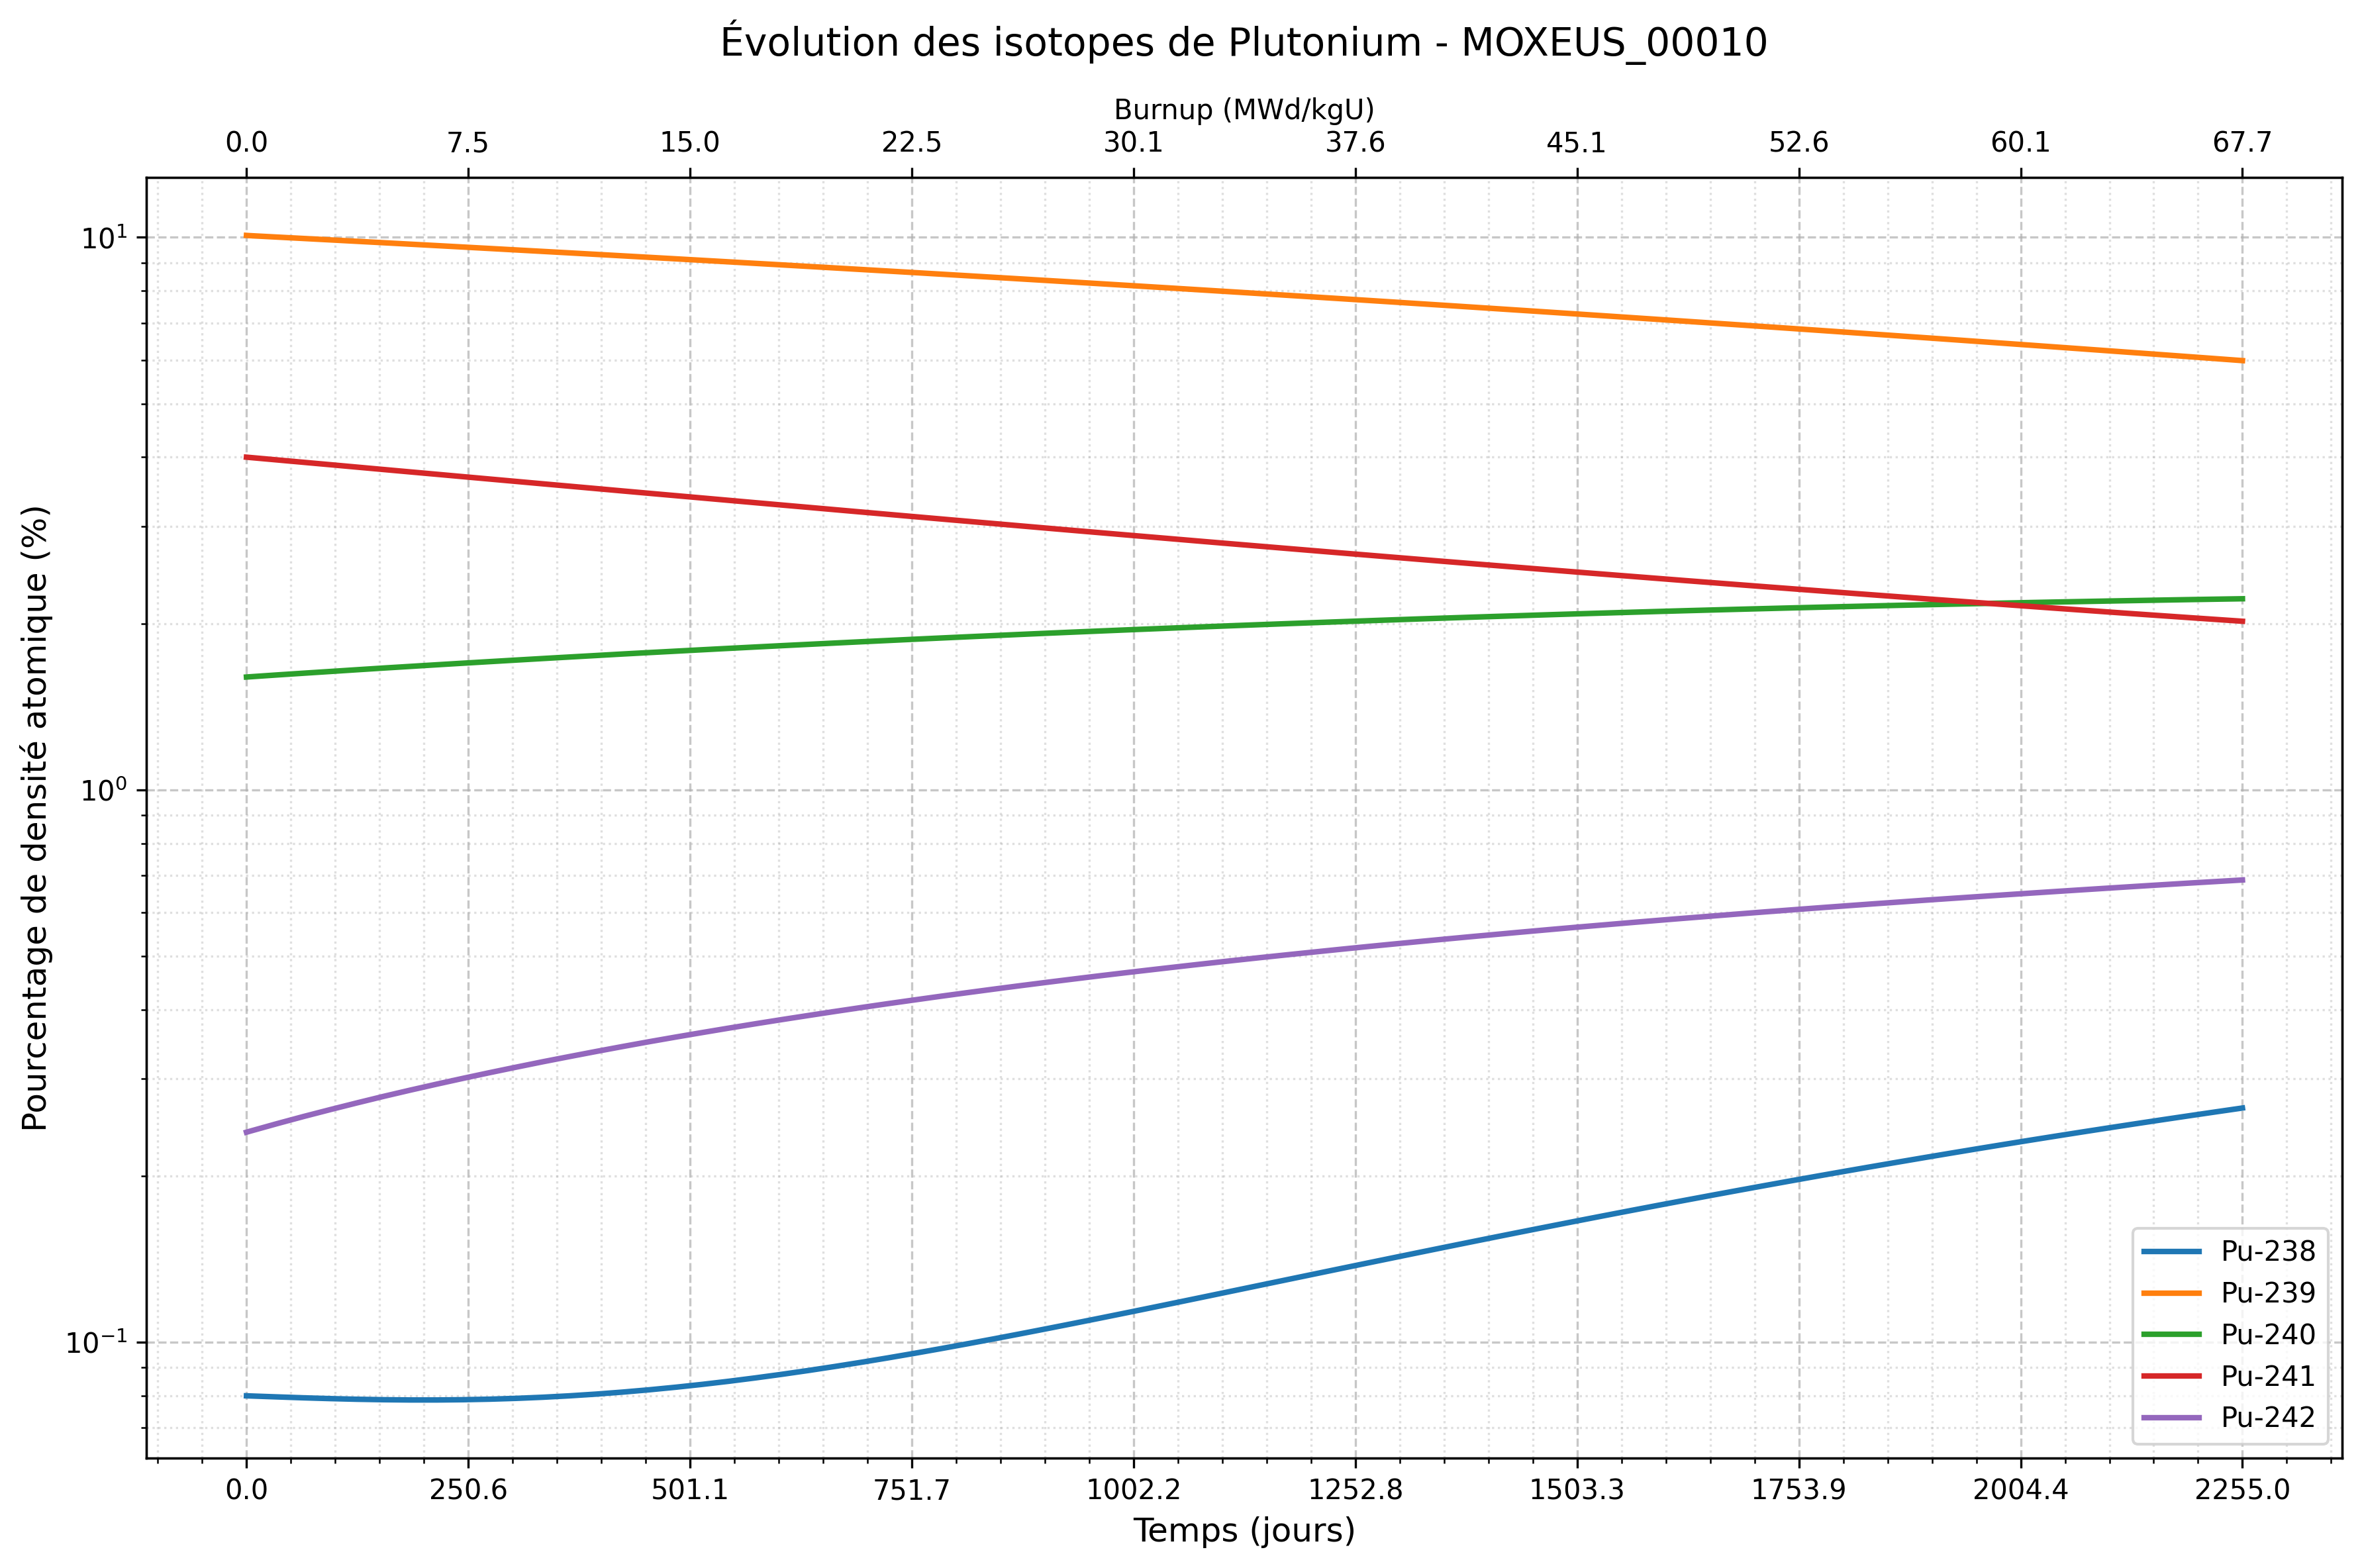 Évolution des isotopes de Plutonium - MOXEUS_00010
Burnup (MWd/kgU)
0.0 7.5 15.0 22.5 30.1 37.6 45.1 52.6 60.1 67.7
Pourcentage de densité atomique (%)
10¹
10⁰
10⁻¹
Pu-238
Pu-239
Pu-240
Pu-241
Pu-242
0.0 250.6 501.1 751.7 1002.2 1252.8 1503.3 1753.9 2004.4 2255.0
Temps (jours)